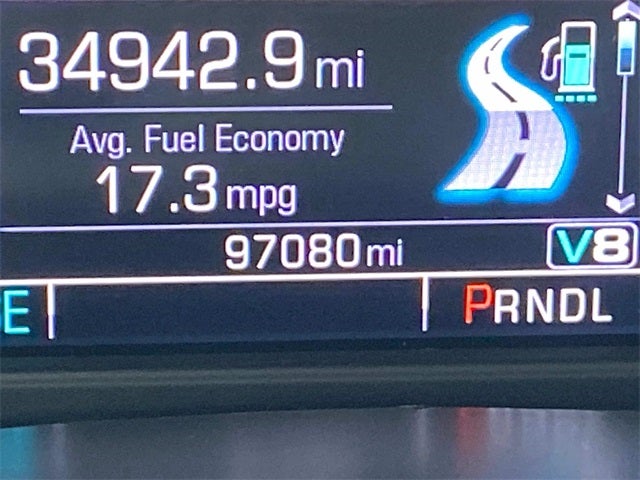 34942.9 mi
Avg. Fuel Economy
17.3 mpg
97080 mi V8
E PRNDL